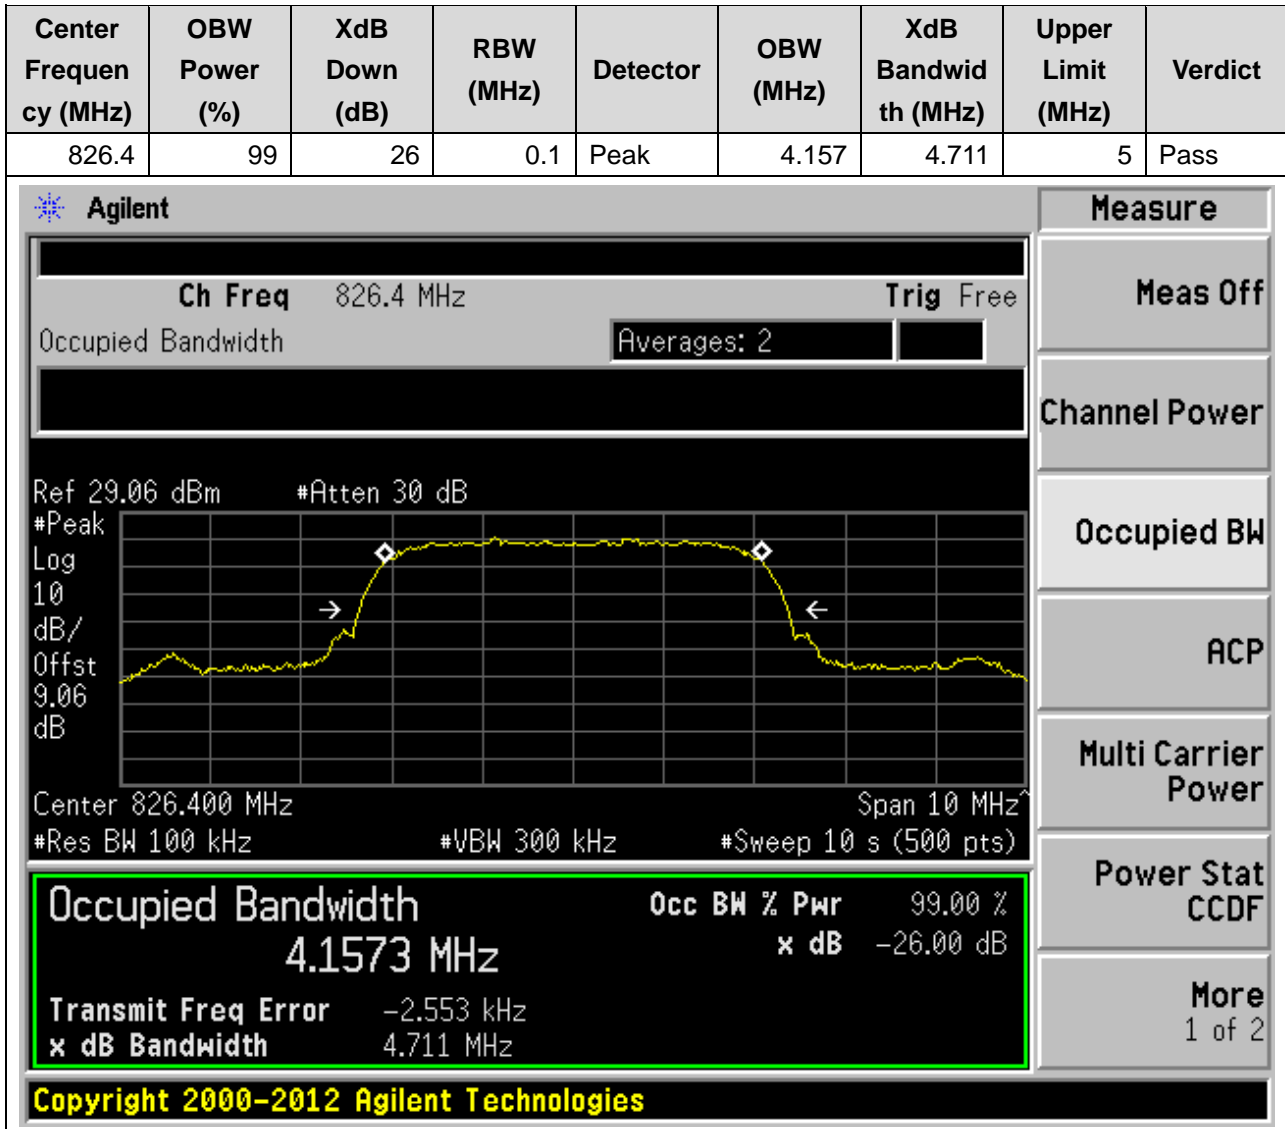 Center Frequen cy (MHz) OBW Power (%) XdB Down (dB) RBW (MHz) Detector OBW (MHz) XdB Bandwid th (MHz) Upper Limit (MHz) Verdict
826.4 99 26 0.1 Peak 4.157 4.711 5 Pass
Agilent
Measure
Ch Freq 826.4 MHz Trig Free
Occupied Bandwidth Averages: 2
Meas Off
Channel Power
Occupied BW
ACP
Multi Carrier
Power
Power Stat
CCDF
More
1 of 2
Ref 29.06 dBm #Atten 30 dB
#Peak
Log
10
dB/
Offst
9.06
dB
Center 826.400 MHz Span 10 MHz^
#Res BW 100 kHz #VBW 300 kHz #Sweep 10 s (500 pts)
Occupied Bandwidth Occ BW % Pwr 99.00 %
4.1573 MHz x dB -26.00 dB
Transmit Freq Error -2.553 kHz
x dB Bandwidth 4.711 MHz
Copyright 2000-2012 Agilent Technologies